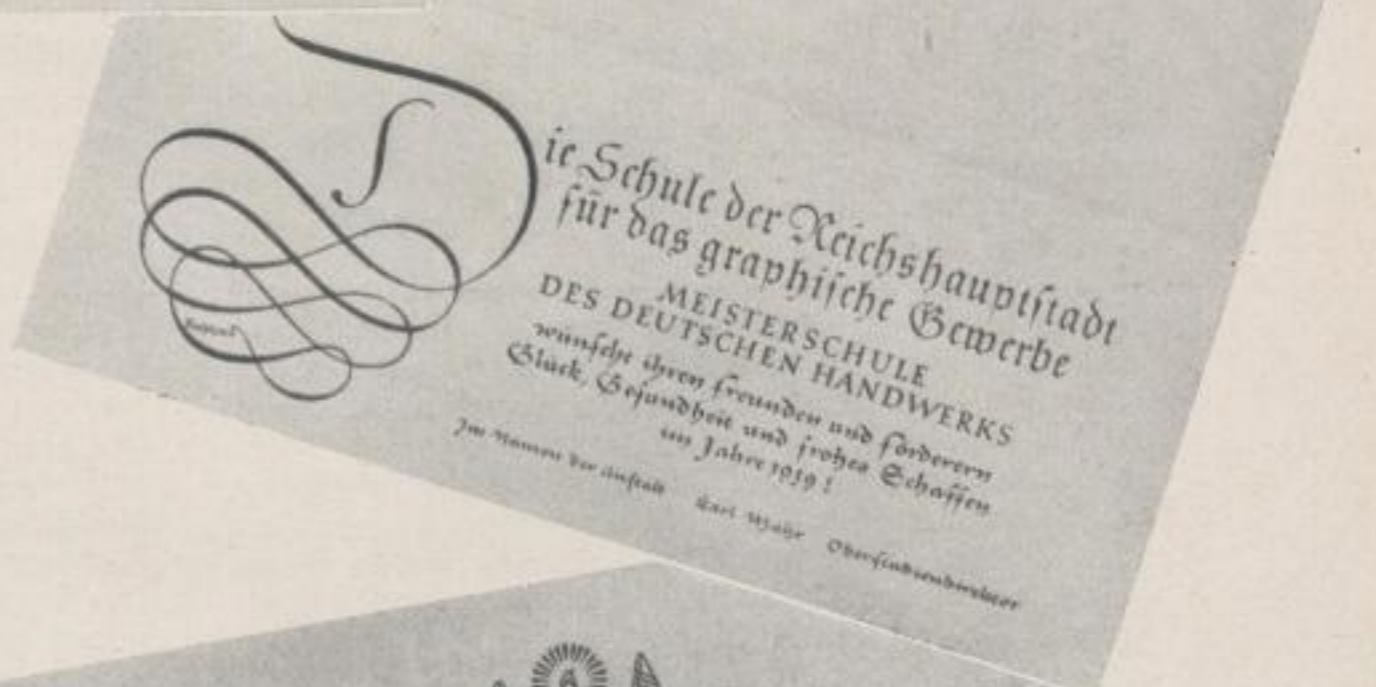 Die Schule der Reichshauptstadt
für das graphische Gewerbe
MEISTERSCHULE
DES DEUTSCHEN HANDWERKS
wünscht ihren Freunden und Förderern
Glück, Gesundheit und frohes Schaffen
im Jahre 1939!
Im Namen der Anstalt Karl Oberstudiendirektor